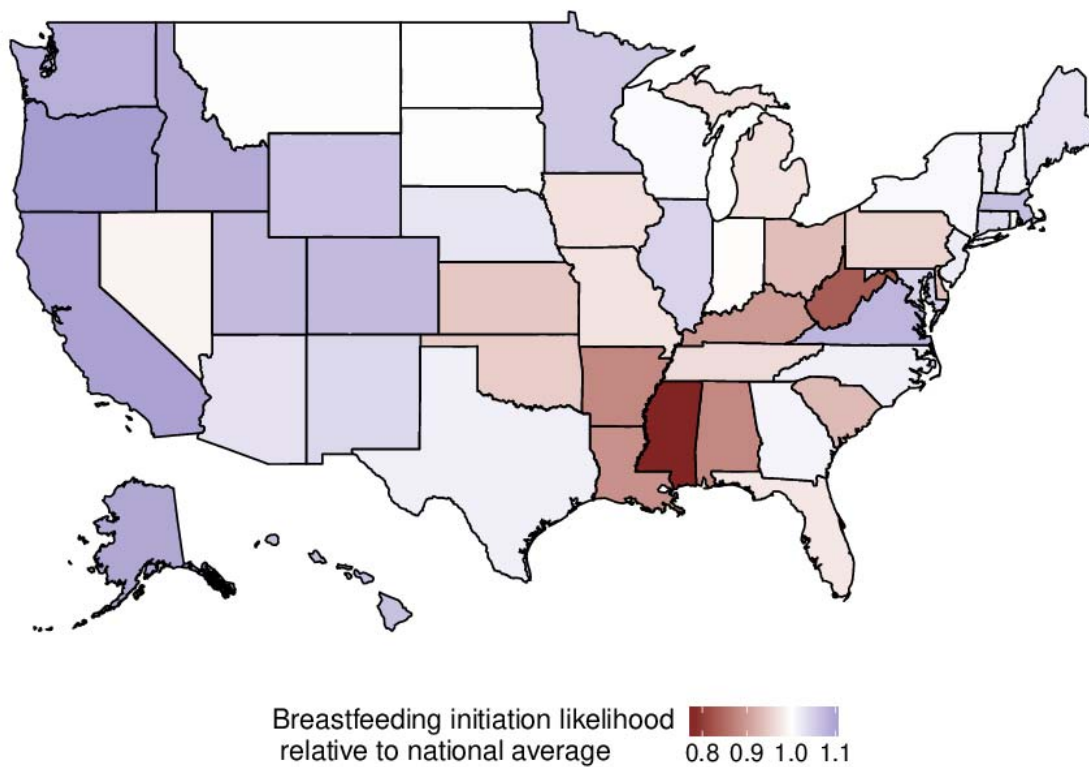 Breastfeeding initiation likelihood
relative to national average
0.8 0.9 1.0 1.1